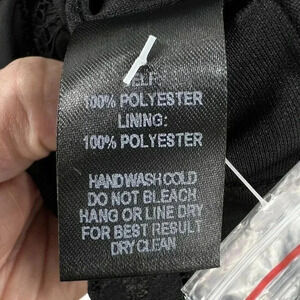 SELF:
100% POLYESTER
LINING:
100% POLYESTER
HAND WASH COLD
DO NOT BLEACH
HANG OR LINE DRY
FOR BEST RESULT
DRY CLEAN